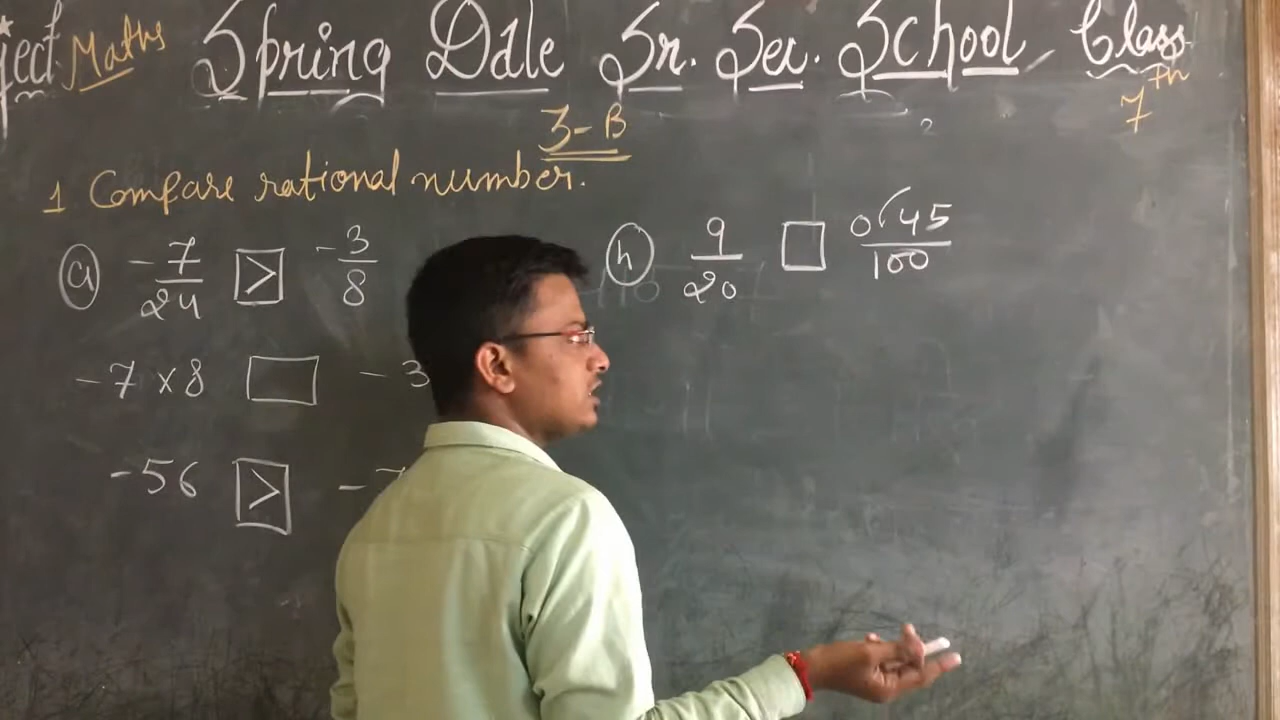 ject Maths Spring Dale Sr. Sec. School Class 7th
3-B
1 Compare rational number.
(a) -7/24 > -3/8
-7 × 8 □ -3
-56 > -7
(h) 9/20 □ 0.45/100